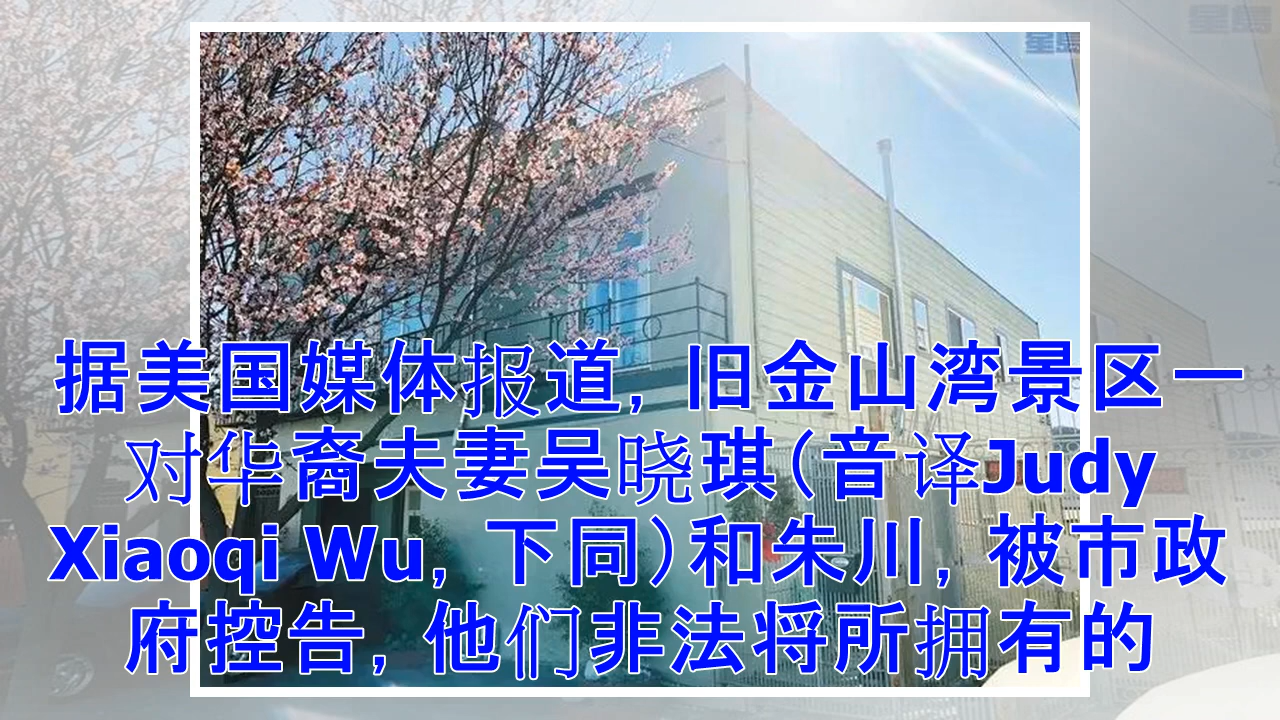 据美国媒体报道，旧金山湾景区一
对华裔夫妻吴晓琪（音译Judy
Xiaoqi Wu，下同）和朱川，被市政
府控告，他们非法将所拥有的